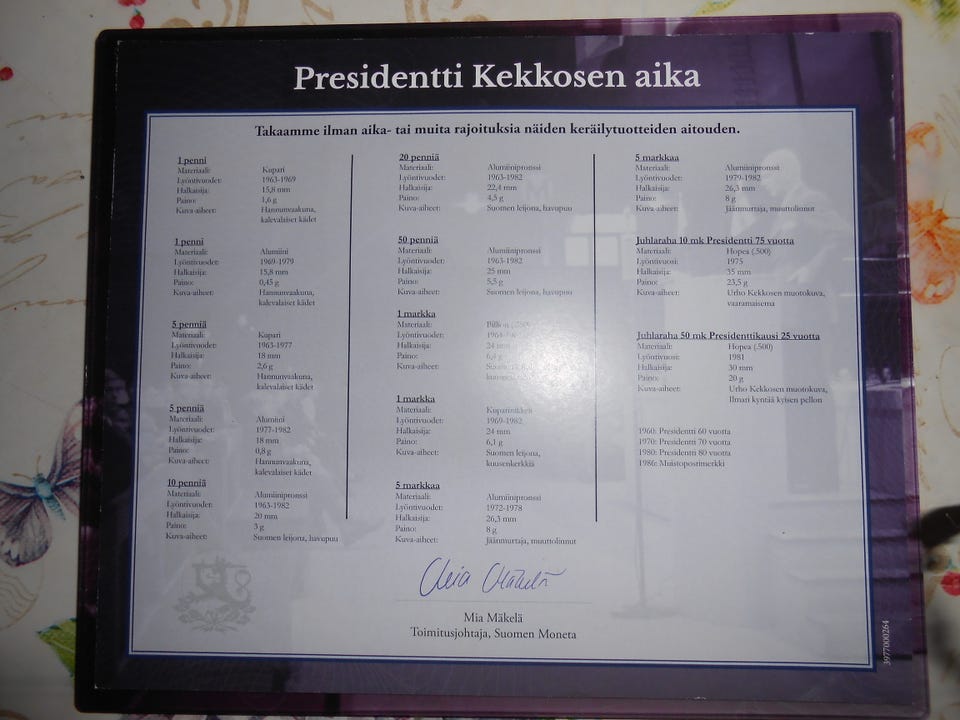 Presidentti Kekkosen aika
Takaamme ilman aika- tai muita rajoituksia näiden keräilytuotteiden aitouden.
1 penni
Materiaali: Kupari
Lyöntivuodet: 1963-1969
Halkaisija: 15,8 mm
Paino: 1,6 g
Kuva-aiheet: Hannunvaakuna,
kalevalaiset kädet
1 penni
Materiaali: Alumiini
Lyöntivuodet: 1969-1979
Halkaisija: 15,8 mm
Paino: 0,45 g
Kuva-aiheet: Hannunvaakuna,
kalevalaiset kädet
5 penniä
Materiaali: Kupari
Lyöntivuodet: 1963-1977
Halkaisija: 18 mm
Paino: 2,6 g
Kuva-aiheet: Hannunvaakuna,
kalevalaiset kädet
5 penniä
Materiaali: Alumiini
Lyöntivuodet: 1977-1982
Halkaisija: 18 mm
Paino: 0,8 g
Kuva-aiheet: Hannunvaakuna,
kalevalaiset kädet
10 penniä
Materiaali: Alumiinipronssi
Lyöntivuodet: 1963-1982
Halkaisija: 20 mm
Paino: 3 g
Kuva-aiheet: Suomen leijona, havupuu
20 penniä
Materiaali: Alumiinipronssi
Lyöntivuodet: 1963-1982
Halkaisija: 22,4 mm
Paino: 4,5 g
Kuva-aiheet: Suomen leijona, havupuu
50 penniä
Materiaali: Alumiinipronssi
Lyöntivuodet: 1963-1982
Halkaisija: 25 mm
Paino: 5,5 g
Kuva-aiheet: Suomen leijona, havupuu
1 markka
Materiaali:
Lyöntivuodet:
Halkaisija: 24 mm
Paino:
Kuva-aiheet:
1 markka
Materiaali: Kuparinikkeli
Lyöntivuodet: 1969-1982
Halkaisija: 24 mm
Paino: 6,1 g
Kuva-aiheet: Suomen leijona,
kuusenkerkkiä
5 markkaa
Materiaali: Alumiinipronssi
Lyöntivuodet: 1972-1978
Halkaisija: 26,3 mm
Paino: 8 g
Kuva-aiheet: Jäänmurtaja, muuttolinnut
5 markkaa
Materiaali: Alumiinipronssi
Lyöntivuodet: 1979-1982
Halkaisija: 26,3 mm
Paino: 8 g
Kuva-aiheet: Jäänmurtaja, muuttolinnut
Juhlaraha 10 mk Presidentti 75 vuotta
Materiaali: Hopea (.500)
Lyöntivuosi: 1975
Halkaisija: 35 mm
Paino: 23,5 g
Kuva-aiheet: Urho Kekkosen muotokuva,
vaaramaisema
Juhlaraha 50 mk Presidenttikausi 25 vuotta
Materiaali: Hopea (.500)
Lyöntivuosi: 1981
Halkaisija: 30 mm
Paino: 20 g
Kuva-aiheet: Urho Kekkosen muotokuva,
Ilmari kyntää kyisen pellon
1960: Presidentti 60 vuotta
1970: Presidentti 70 vuotta
1980: Presidentti 80 vuotta
1986: Muistopostimerkki
Mia Mäkelä
Mia Mäkelä
Toimitusjohtaja, Suomen Moneta
3977000264